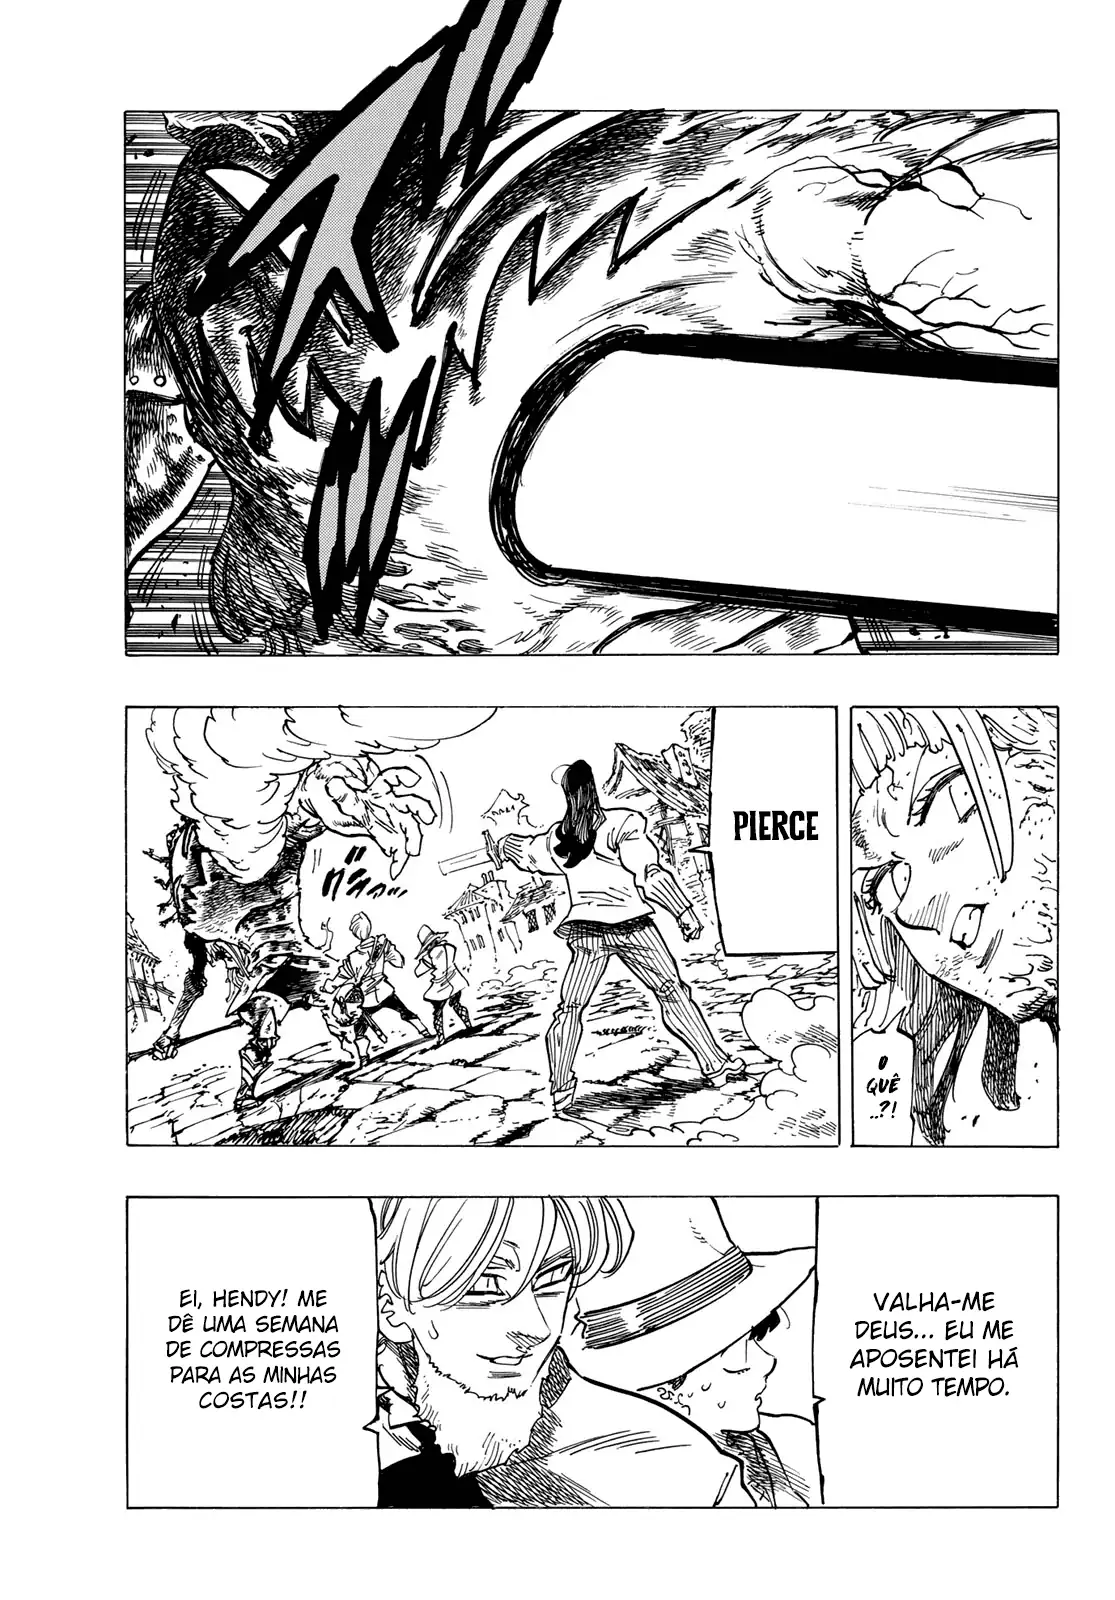 O
QUÊ
..?!
PIERCE
VALHA-ME
DEUS... EU ME
APOSENTEI HÁ
MUITO TEMPO.
EI, HENDY! ME
DÊ UMA SEMANA
DE COMPRESSAS
PARA AS MINHAS
COSTAS!!